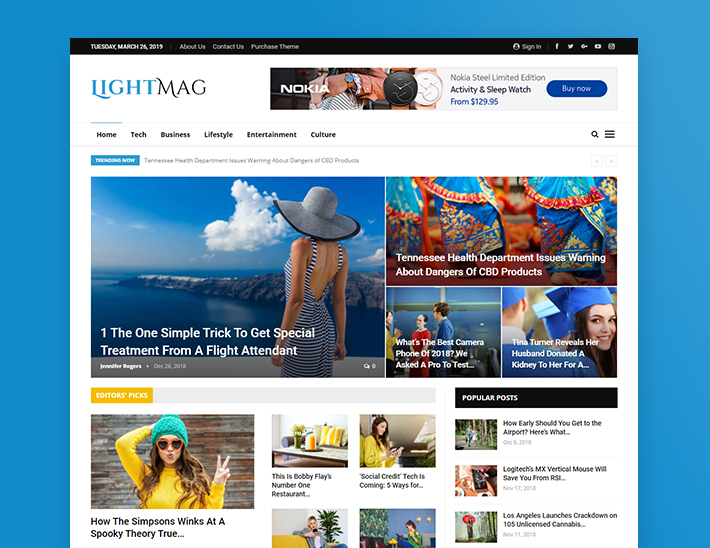 TUESDAY, MARCH 26, 2019
About Us
Contact Us
Purchase Theme
Sign In
LIGHTMAG
NOKIA
Nokia Steel Limited Edition
Activity & Sleep Watch
From $129.95
Buy now
Home
Tech
Business
Lifestyle
Entertainment
Culture
TRENDING NOW
Tennessee Health Department Issues Warning About Dangers of CBD Products
1 The One Simple Trick To Get Special
Treatment From A Flight Attendant
Jennifer Rogers
Dec 26, 2018
0
Tennessee Health Department Issues Warning
About Dangers Of CBD Products
What's The Best Camera
Phone Of 2018? We
Asked A Pro To Test...
Tina Turner Reveals Her
Husband Donated A
Kidney To Her For A...
EDITORS' PICKS
How The Simpsons Winks At A
Spooky Theory True...
This Is Bobby Flay's
Number One
Restaurant...
'Social Credit' Tech Is
Coming: 5 Ways for...
POPULAR POSTS
How Early Should You Get to the
Airport? Here's What...
Oct 9, 2018
Logitech's MX Vertical Mouse Will
Save You From RSI...
Nov 17, 2018
Los Angeles Launches Crackdown on
105 Unlicensed Cannabis...
Nov 11, 2018